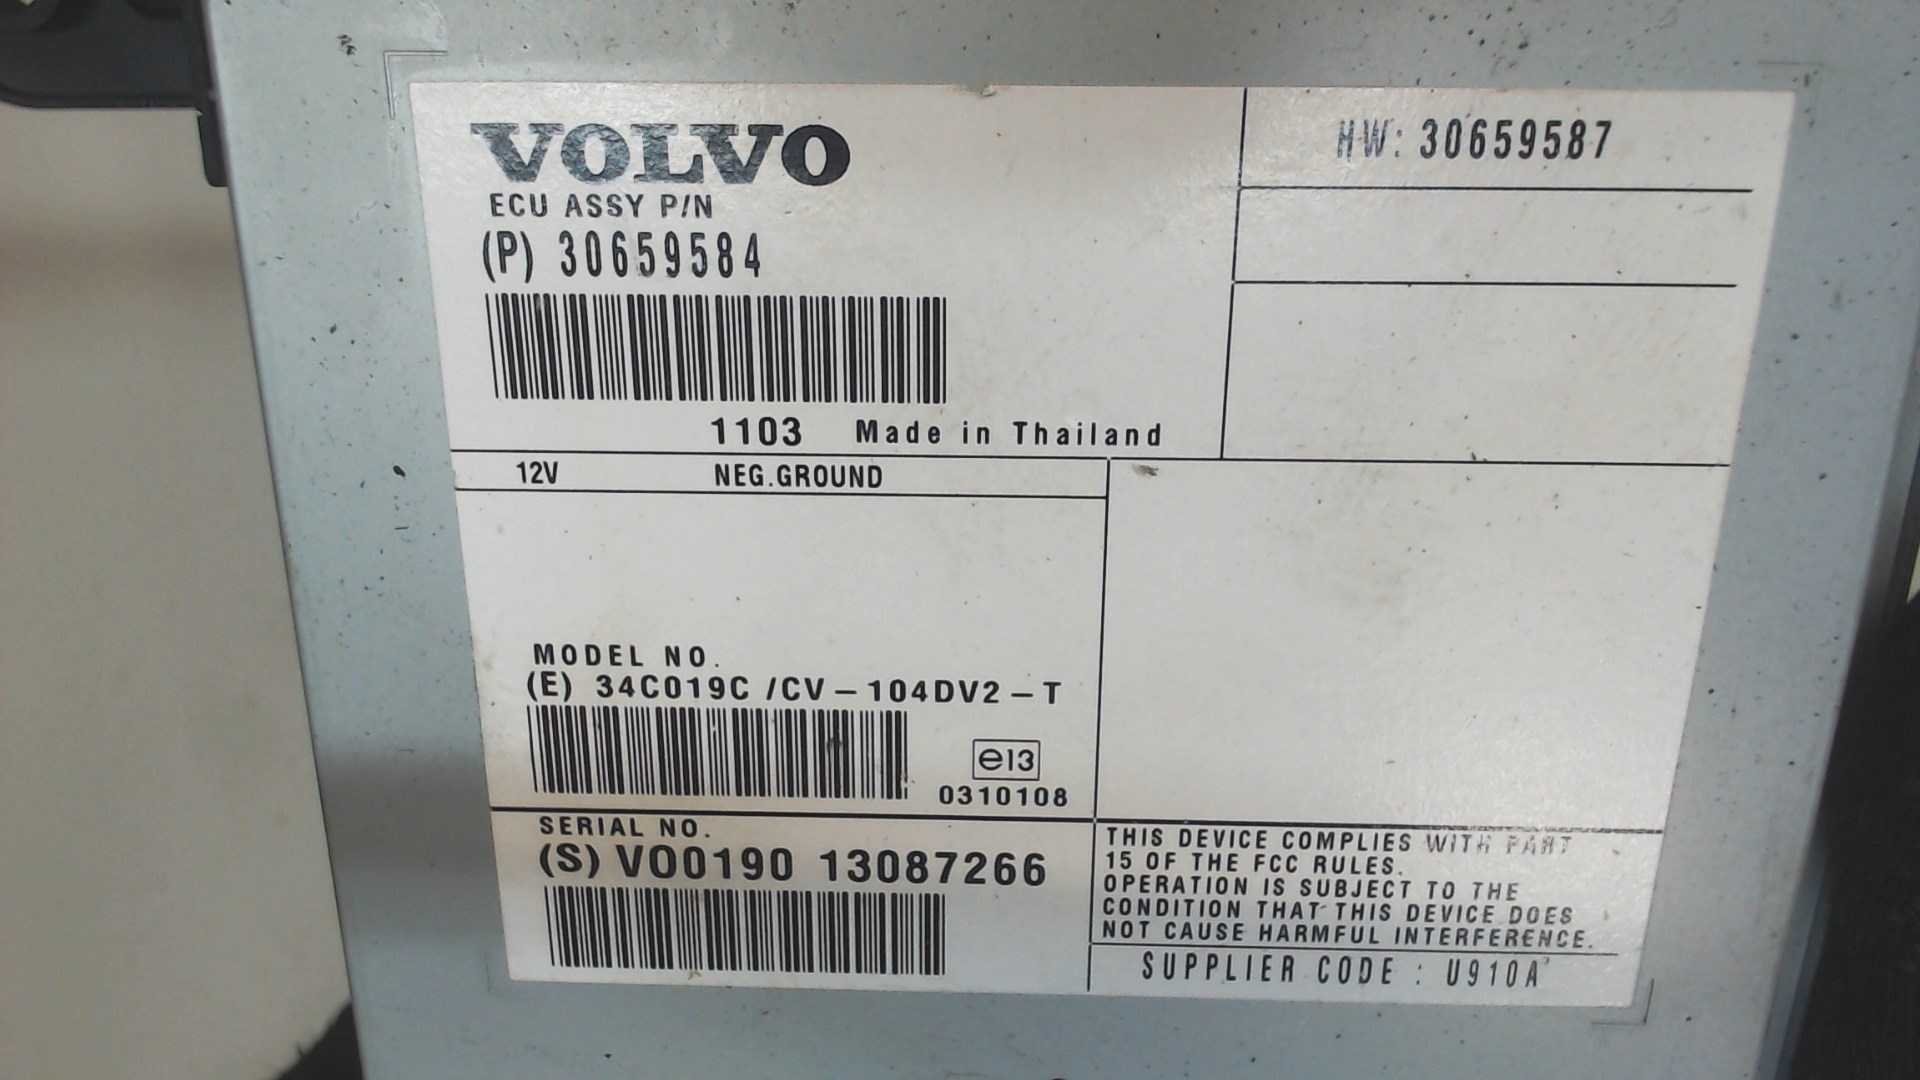 VOLVO
HW: 30659587
ECU ASSY P/N
(P) 30659584
1103 Made in Thailand
12V NEG.GROUND
MODEL NO.
(E) 34C019C /CV-104DV2-T
e13
0310108
SERIAL NO.
(S) VO0190 13087266
THIS DEVICE COMPLIES WITH PART
15 OF THE FCC RULES.
OPERATION IS SUBJECT TO THE
CONDITION THAT THIS DEVICE DOES
NOT CAUSE HARMFUL INTERFERENCE.
SUPPLIER CODE : U910A